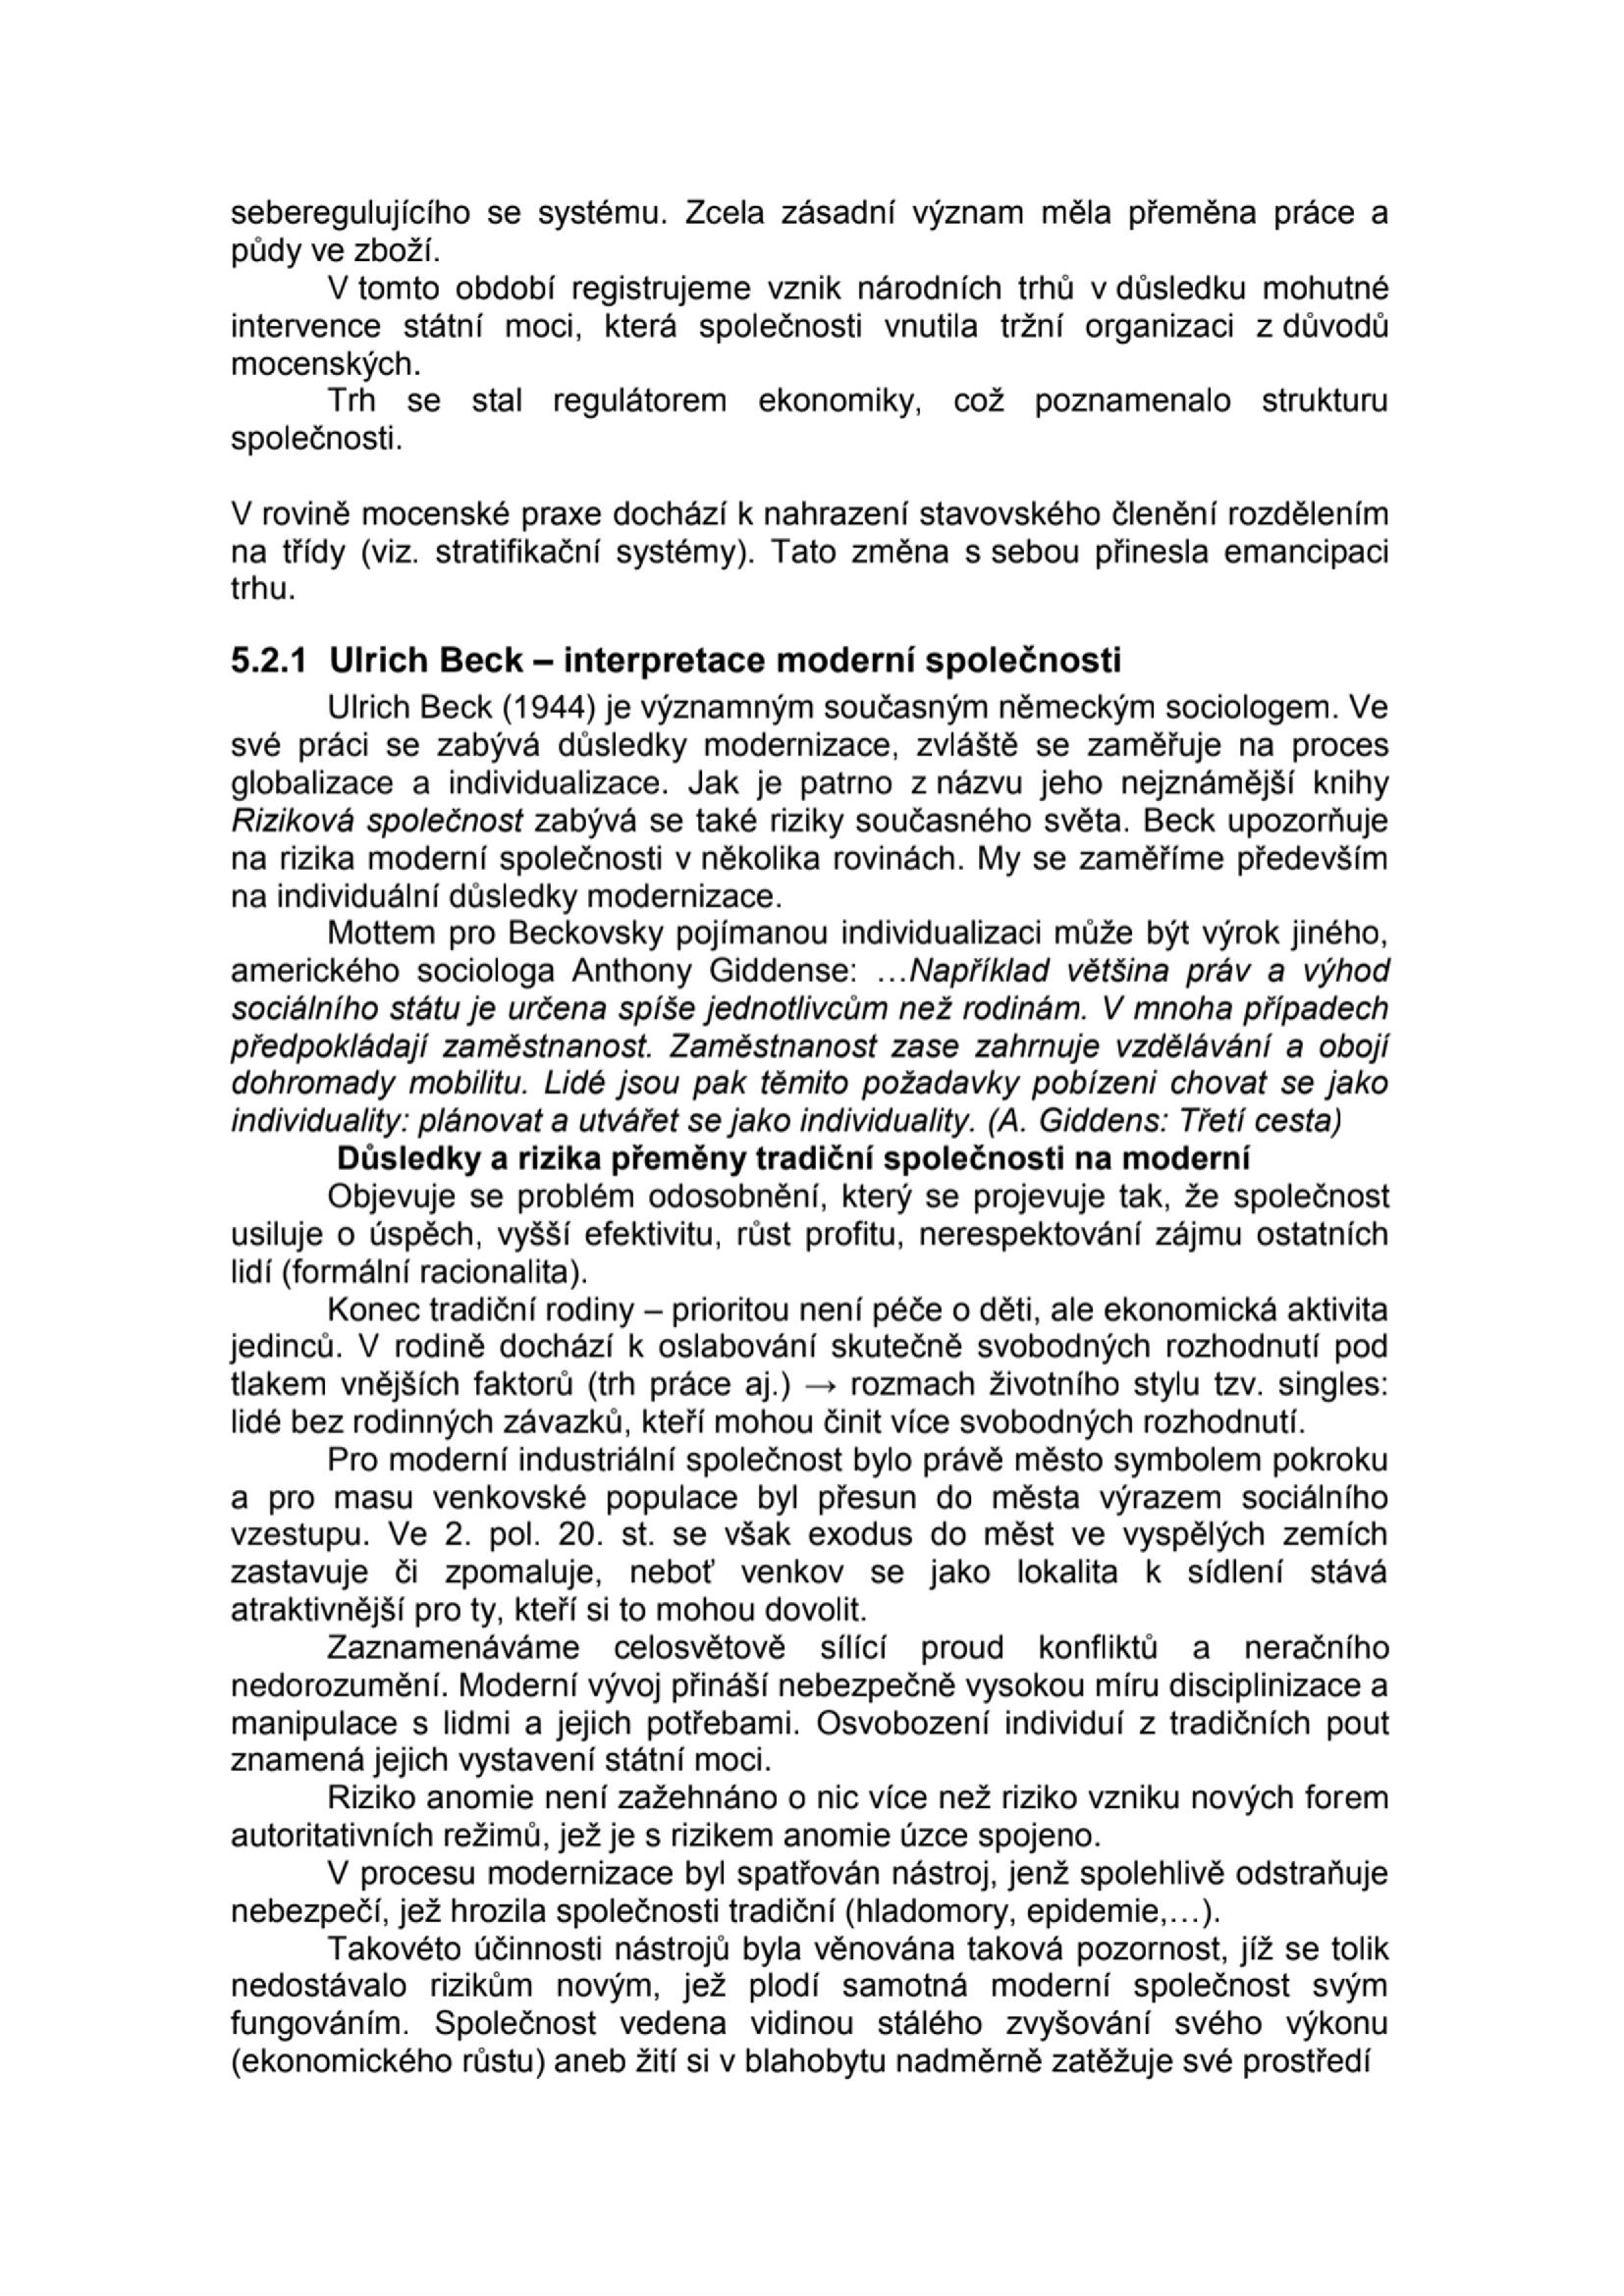 seberegulujícího se systému. Zcela zásadní význam měla přeměna práce a
půdy ve zboží.
V tomto období registrujeme vznik národních trhů v důsledku mohutné
intervence státní moci, která společnosti vnutila tržní organizaci z důvodů
mocenských.
Trh se stal regulátorem ekonomiky, což poznamenalo strukturu
společnosti.
V rovině mocenské praxe dochází k nahrazení stavovského členění rozdělením
na třídy (viz. stratifikační systémy). Tato změna s sebou přinesla emancipaci
trhu.
5.2.1 Ulrich Beck – interpretace moderní společnosti
Ulrich Beck (1944) je významným současným německým sociologem. Ve
své práci se zabývá důsledky modernizace, zvláště se zaměřuje na proces
globalizace a individualizace. Jak je patrno z názvu jeho nejznámější knihy
Riziková společnost zabývá se také riziky současného světa. Beck upozorňuje
na rizika moderní společnosti v několika rovinách. My se zaměříme především
na individuální důsledky modernizace.
Mottem pro Beckovsky pojímanou individualizaci může být výrok jiného,
amerického sociologa Anthony Giddense: …Například většina práv a výhod
sociálního státu je určena spíše jednotlivcům než rodinám. V mnoha případech
předpokládají zaměstnanost. Zaměstnanost zase zahrnuje vzdělávání a obojí
dohromady mobilitu. Lidé jsou pak těmito požadavky pobízeni chovat se jako
individuality: plánovat a utvářet se jako individuality. (A. Giddens: Třetí cesta)
Důsledky a rizika přeměny tradiční společnosti na moderní
Objevuje se problém odosobnění, který se projevuje tak, že společnost
usiluje o úspěch, vyšší efektivitu, růst profitu, nerespektování zájmu ostatních
lidí (formální racionalita).
Konec tradiční rodiny – prioritou není péče o děti, ale ekonomická aktivita
jedinců. V rodině dochází k oslabování skutečně svobodných rozhodnutí pod
tlakem vnějších faktorů (trh práce aj.) → rozmach životního stylu tzv. singles:
lidé bez rodinných závazků, kteří mohou činit více svobodných rozhodnutí.
Pro moderní industriální společnost bylo právě město symbolem pokroku
a pro masu venkovské populace byl přesun do města výrazem sociálního
vzestupu. Ve 2. pol. 20. st. se však exodus do měst ve vyspělých zemích
zastavuje či zpomaluje, neboť venkov se jako lokalita k sídlení stává
atraktivnější pro ty, kteří si to mohou dovolit.
Zaznamenáváme celosvětově sílící proud konfliktů a neračního
nedorozumění. Moderní vývoj přináší nebezpečně vysokou míru disciplinizace a
manipulace s lidmi a jejich potřebami. Osvobození individuí z tradičních pout
znamená jejich vystavení státní moci.
Riziko anomie není zažehnáno o nic více než riziko vzniku nových forem
autoritativních režimů, jež je s rizikem anomie úzce spojeno.
V procesu modernizace byl spatřován nástroj, jenž spolehlivě odstraňuje
nebezpečí, jež hrozila společnosti tradiční (hladomory, epidemie,…).
Takovéto účinnosti nástrojů byla věnována taková pozornost, jíž se tolik
nedostávalo rizikům novým, jež plodí samotná moderní společnost svým
fungováním. Společnost vedena vidinou stálého zvyšování svého výkonu
(ekonomického růstu) aneb žití si v blahobytu nadměrně zatěžuje své prostředí